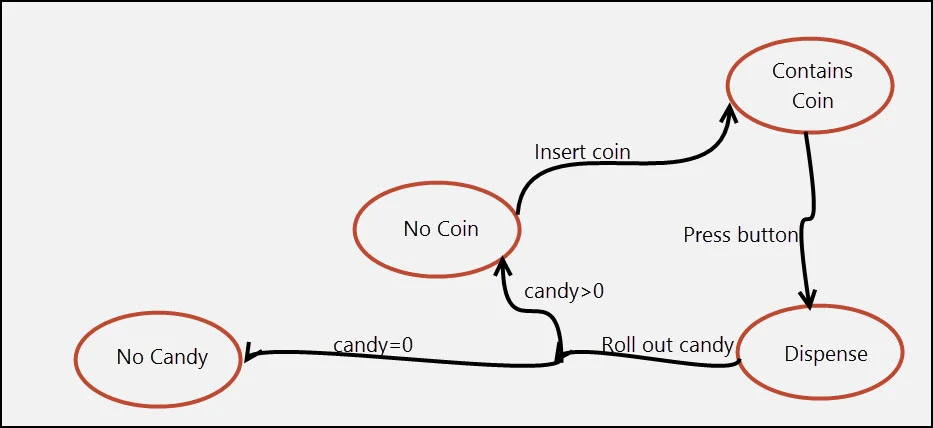 Contains
Coin
Insert coin
No Coin
Press button
candy>0
candy=0
Roll out candy
No Candy
Dispense